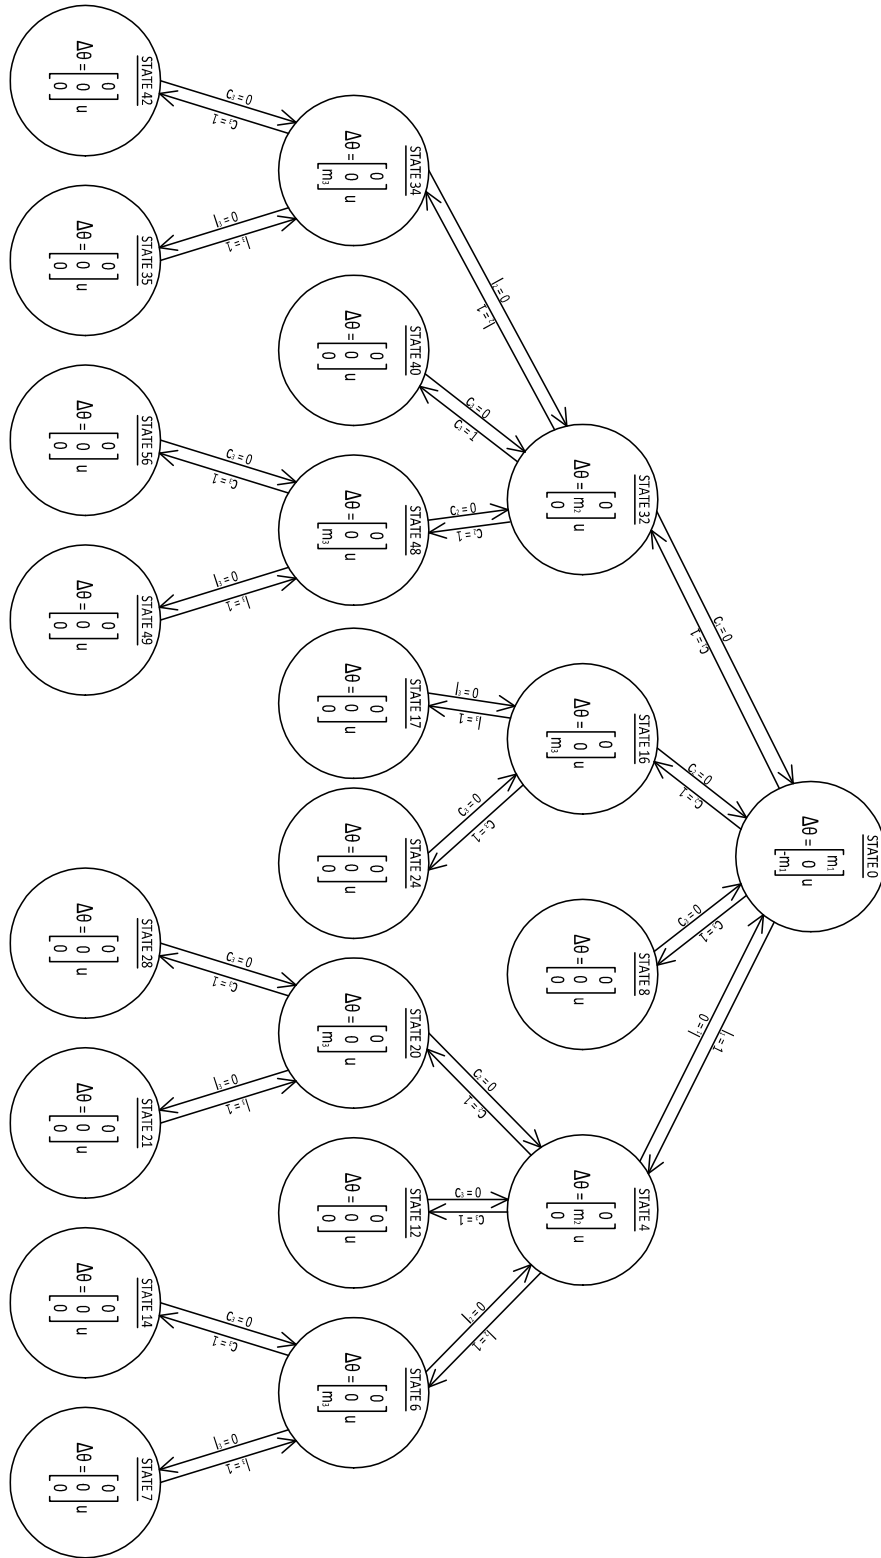 STATE 0
m₁
Δθ = 0 u
-m₁
c₁ = 0
c₁ = 1
c₂ = 0
c₂ = 1
c₃ = 0
c₃ = 1
l₁ = 0
l₁ = 1
STATE 32
0
Δθ = m₂ u
0
STATE 16
0
Δθ = 0 u
m₃
STATE 8
0
Δθ = 0 u
0
STATE 4
0
Δθ = m₂ u
0
l₂ = 0
l₂ = 1
c₃ = 0
c₃ = 1
c₂ = 0
c₂ = 1
l₃ = 0
l₃ = 1
c₃ = 0
c₃ = 1
c₂ = 0
c₂ = 1
c₃ = 0
c₃ = 1
l₂ = 0
l₂ = 1
STATE 34
0
Δθ = 0 u
m₃
STATE 40
0
Δθ = 0 u
0
STATE 48
0
Δθ = 0 u
m₃
STATE 17
0
Δθ = 0 u
0
STATE 24
0
Δθ = 0 u
0
STATE 20
0
Δθ = 0 u
m₃
STATE 12
0
Δθ = 0 u
0
STATE 6
0
Δθ = 0 u
m₃
c₃ = 0
c₃ = 1
l₃ = 0
l₃ = 1
c₃ = 0
c₃ = 1
l₃ = 0
l₃ = 1
c₃ = 0
c₃ = 1
l₃ = 0
l₃ = 1
c₃ = 0
c₃ = 1
l₃ = 0
l₃ = 1
STATE 42
0
Δθ = 0 u
0
STATE 35
0
Δθ = 0 u
0
STATE 56
0
Δθ = 0 u
0
STATE 49
0
Δθ = 0 u
0
STATE 28
0
Δθ = 0 u
0
STATE 21
0
Δθ = 0 u
0
STATE 14
0
Δθ = 0 u
0
STATE 7
0
Δθ = 0 u
0